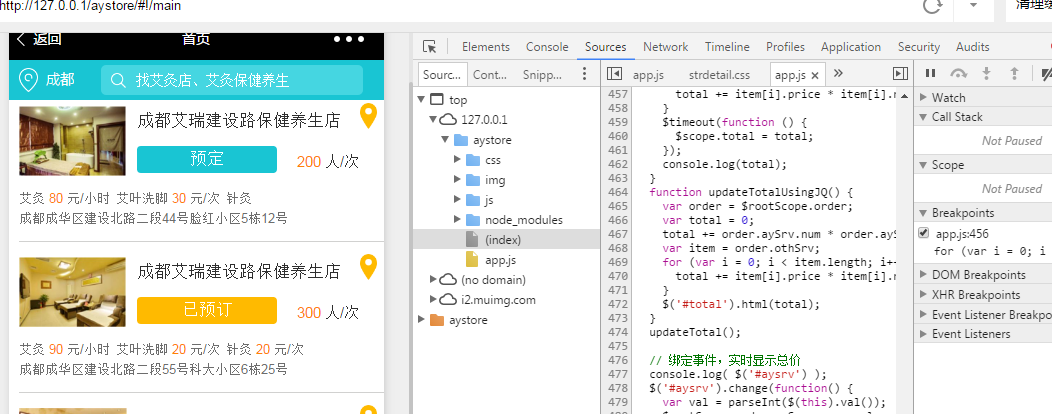 http://127.0.0.1/aystore/#!/main
清理缓
返回 首页
成都 找艾灸店、艾灸保健养生
成都艾瑞建设路保健养生店
预定 200 人/次
艾灸 80 元/小时 艾叶洗脚 30 元/次 针灸
成都成华区建设北路二段44号脸红小区5栋12号
成都艾瑞建设路保健养生店
已预订 300 人/次
艾灸 90 元/小时 艾叶洗脚 20 元/次 针灸 20 元/次
成都成华区建设北路二段55号科大小区6栋25号
Elements Console Sources Network Timeline Profiles Application Security Audits
Sourc... Cont... Snipp...
top
127.0.0.1
aystore
css
img
js
node_modules
(index)
app.js
(no domain)
i2.muimg.com
aystore
app.js strdetail.css app.js ×
457 total += item[i].price * item[i].n
458 }
459 $timeout(function () {
460 $scope.total = total;
461 });
462 console.log(total);
463 }
464 function updateTotalUsingJQ() {
465 var order = $rootScope.order;
466 var total = 0;
467 total += order.aySrv.num * order.ayS
468 var item = order.othSrv;
469 for (var i = 0; i < item.length; i++
470 total += item[i].price * item[i].n
471 }
472 $('#total').html(total);
473 }
474 updateTotal();
475
476 // 绑定事件，实时显示总价
477 console.log( $('#aysrv') );
478 $('#aysrv').change(function() {
479 var val = parseInt($(this).val());
480
Watch
Call Stack
Not Paused
Scope
Not Paused
Breakpoints
app.js:456
for (var i = 0; i
DOM Breakpoints
XHR Breakpoints
Event Listener Breakpo
Event Listeners